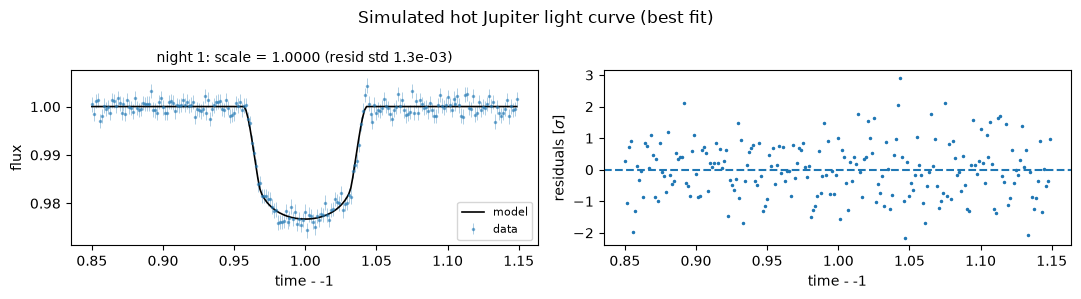 Simulated hot Jupiter light curve (best fit)
night 1: scale = 1.0000 (resid std 1.3e-03)
flux
1.00
0.99
0.98
model
data
0.85 0.90 0.95 1.00 1.05 1.10 1.15
time - -1
residuals [σ]
3
2
1
0
−1
−2
0.85 0.90 0.95 1.00 1.05 1.10 1.15
time - -1